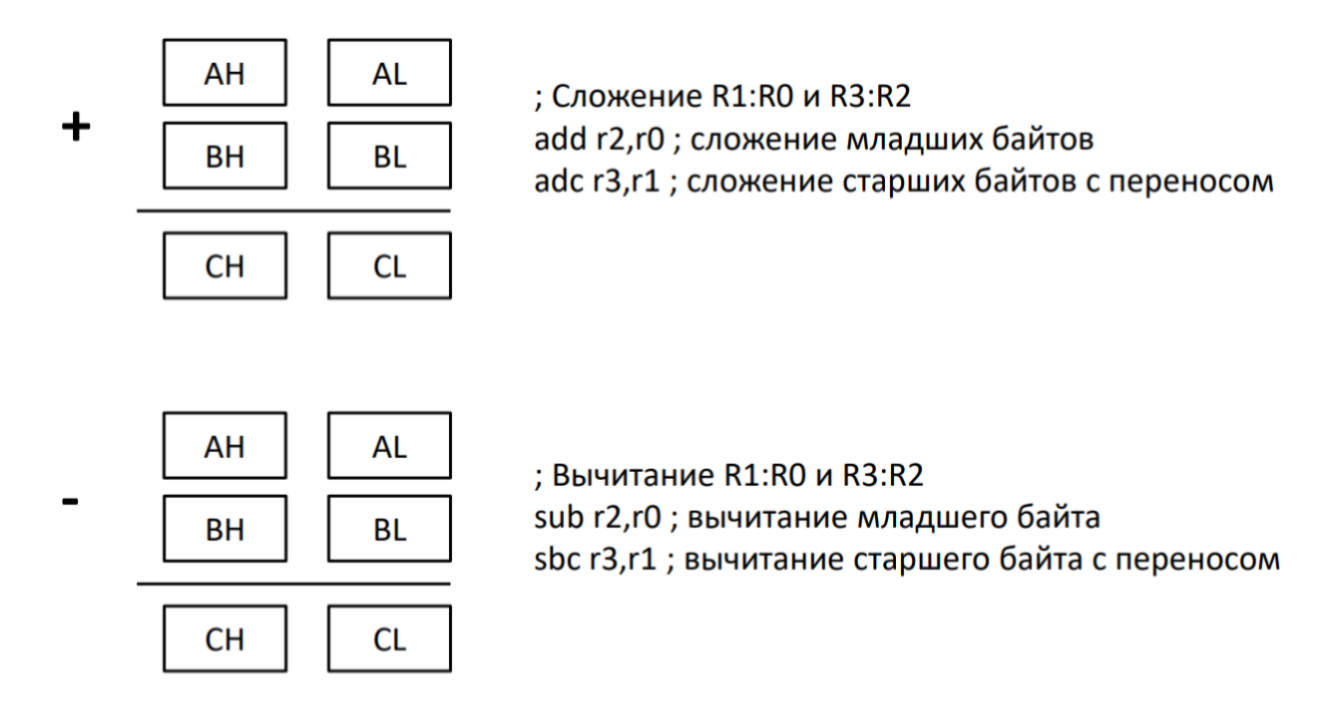 +
AH AL
BH BL
CH CL
; Сложение R1:R0 и R3:R2
add r2,r0 ; сложение младших байтов
adc r3,r1 ; сложение старших байтов с переносом
-
AH AL
BH BL
CH CL
; Вычитание R1:R0 и R3:R2
sub r2,r0 ; вычитание младшего байта
sbc r3,r1 ; вычитание старшего байта с переносом